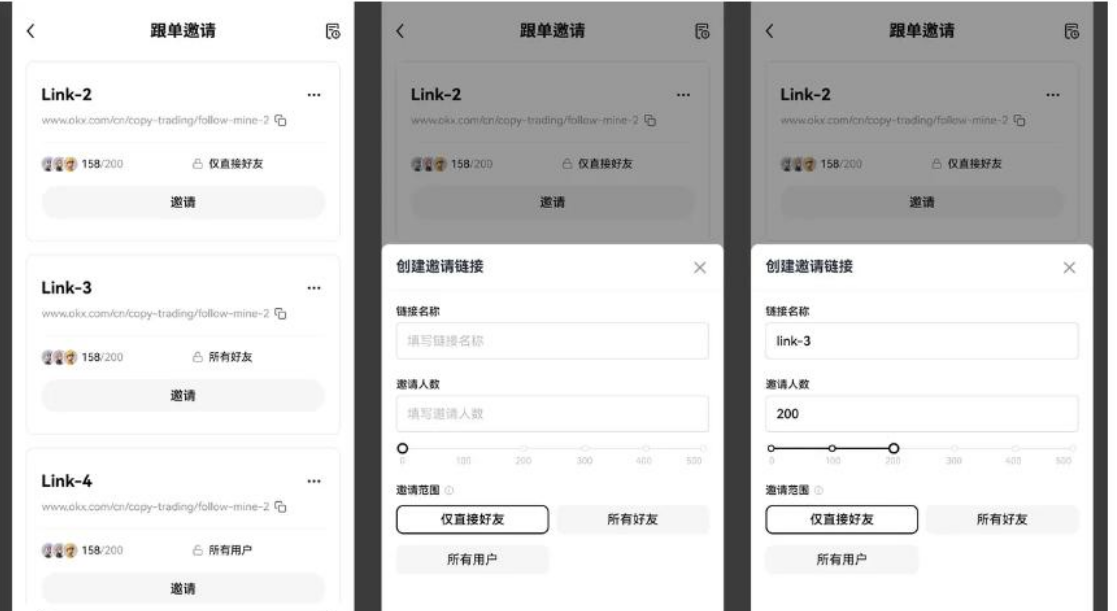 跟单邀请
Link-2
www.okx.com/cn/copy-trading/follow-mine-2
158/200 仅直接好友
邀请
Link-3
www.okx.com/cn/copy-trading/follow-mine-2
158/200 所有好友
邀请
Link-4
www.okx.com/cn/copy-trading/follow-mine-2
158/200 所有用户
邀请
跟单邀请
Link-2
www.okx.com/cn/copy-trading/follow-mine-2
158/200 仅直接好友
邀请
创建邀请链接
链接名称
填写链接名称
邀请人数
填写邀请人数
0 100 200 300 400 500
邀请范围
仅直接好友 所有好友
所有用户
跟单邀请
Link-2
www.okx.com/cn/copy-trading/follow-mine-2
158/200 仅直接好友
邀请
创建邀请链接
链接名称
link-3
邀请人数
200
0 100 200 300 400 500
邀请范围
仅直接好友 所有好友
所有用户